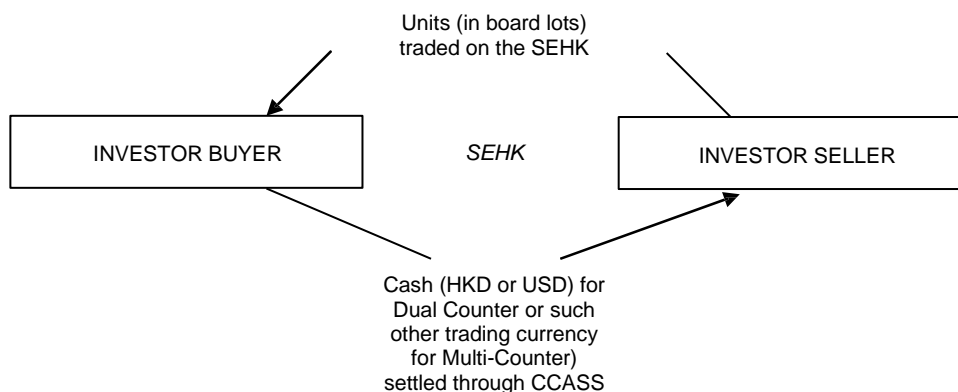 Units (in board lots)
traded on the SEHK
INVESTOR BUYER
SEHK
INVESTOR SELLER
Cash (HKD or USD) for
Dual Counter or such
other trading currency
for Multi-Counter)
settled through CCASS